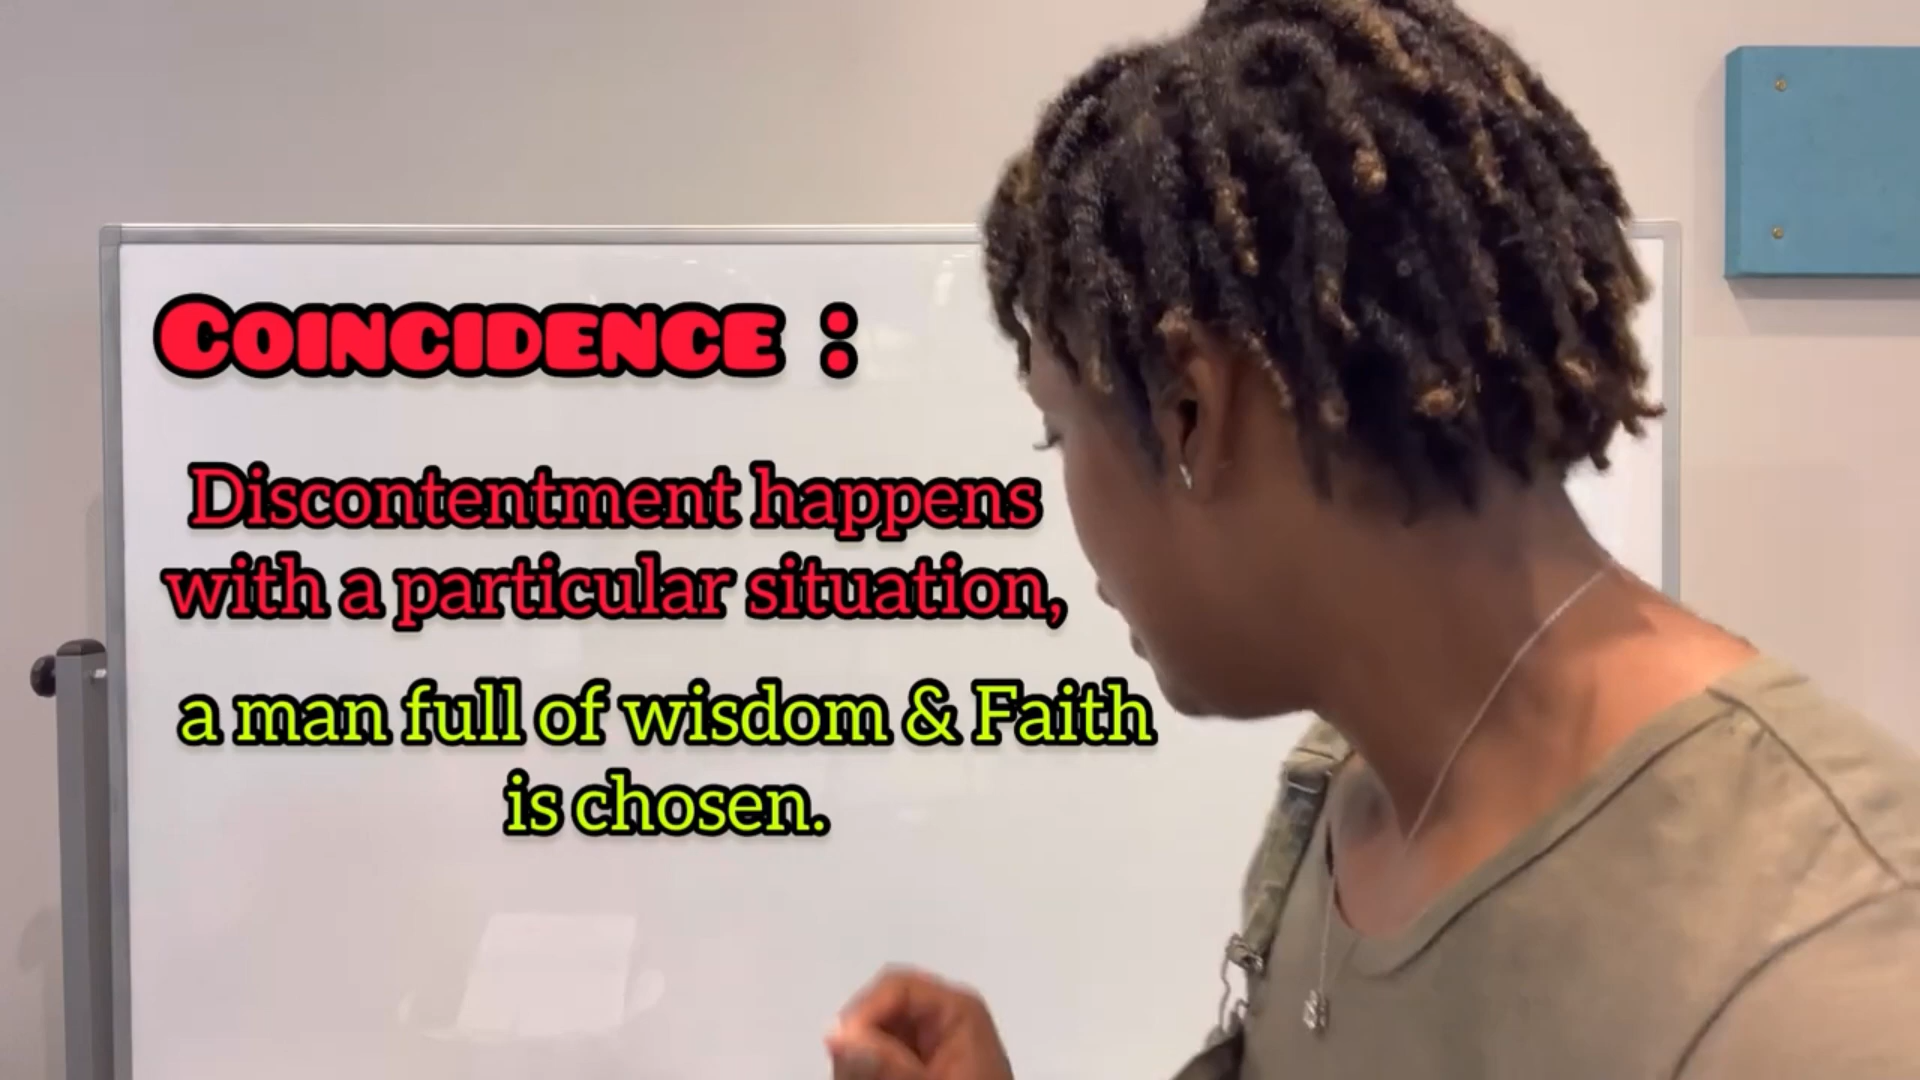 COINCIDENCE :
Discontentment happens
with a particular situation,
a man full of wisdom & Faith
is chosen.